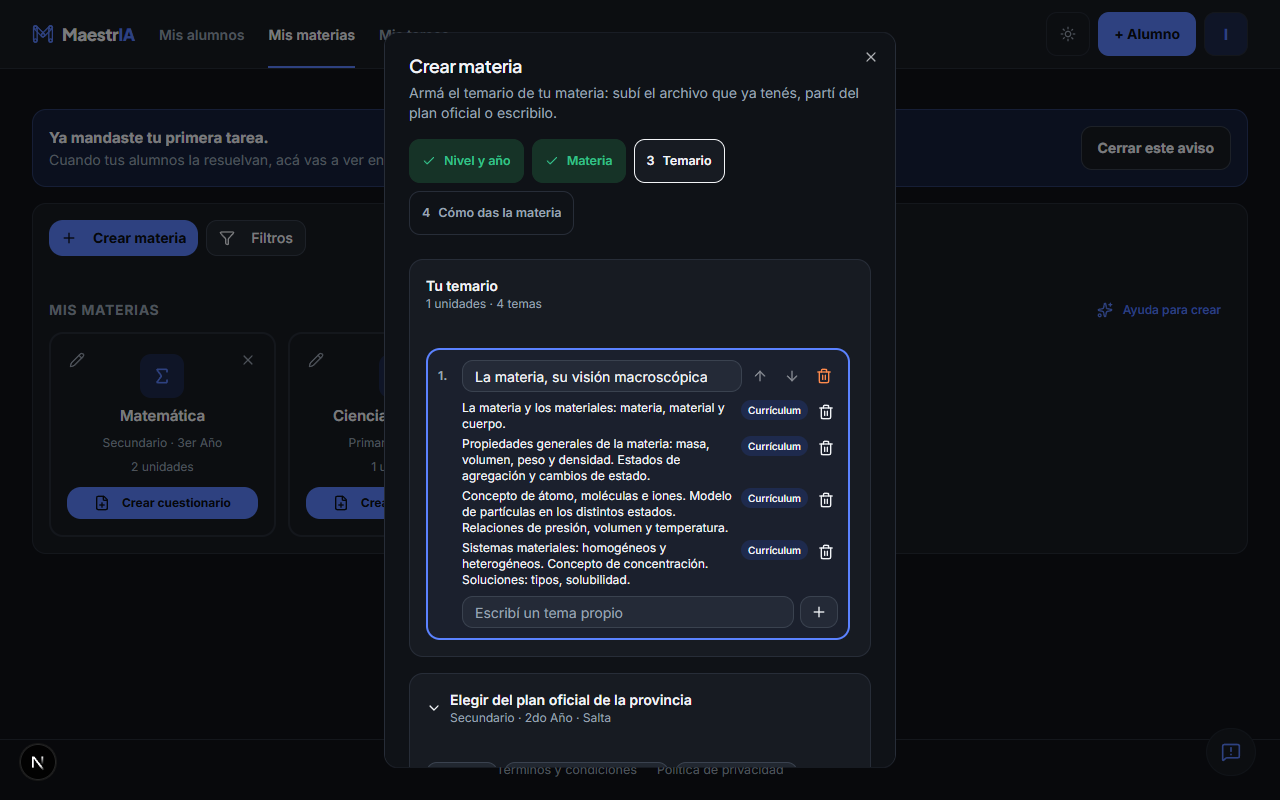 MaestrIA
Mis alumnos
Mis materias
+ Alumno
I
Ya mandaste tu primera tarea.
Cuando tus alumnos la resuelvan, acá vas a ver en
Cerrar este aviso
Crear materia
Filtros
MIS MATERIAS
Ayuda para crear
Matemática
Secundario · 3er Año
2 unidades
Crear cuestionario
Crear materia
Armá el temario de tu materia: subí el archivo que ya tenés, partí del
plan oficial o escribilo.
Nivel y año
Materia
3 Temario
4 Cómo das la materia
Tu temario
1 unidades · 4 temas
1.
La materia, su visión macroscópica
La materia y los materiales: materia, material y
cuerpo.
Currículum
Propiedades generales de la materia: masa,
volumen, peso y densidad. Estados de
agregación y cambios de estado.
Currículum
Concepto de átomo, moléculas e iones. Modelo
de partículas en los distintos estados.
Relaciones de presión, volumen y temperatura.
Currículum
Sistemas materiales: homogéneos y
heterogéneos. Concepto de concentración.
Soluciones: tipos, solubilidad.
Currículum
Escribí un tema propio
Elegir del plan oficial de la provincia
Secundario · 2do Año · Salta
Términos y condiciones
Política de privacidad
N